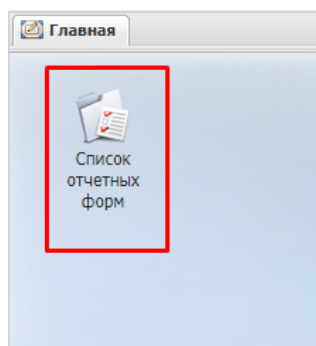 Главная
Список
отчетных
форм